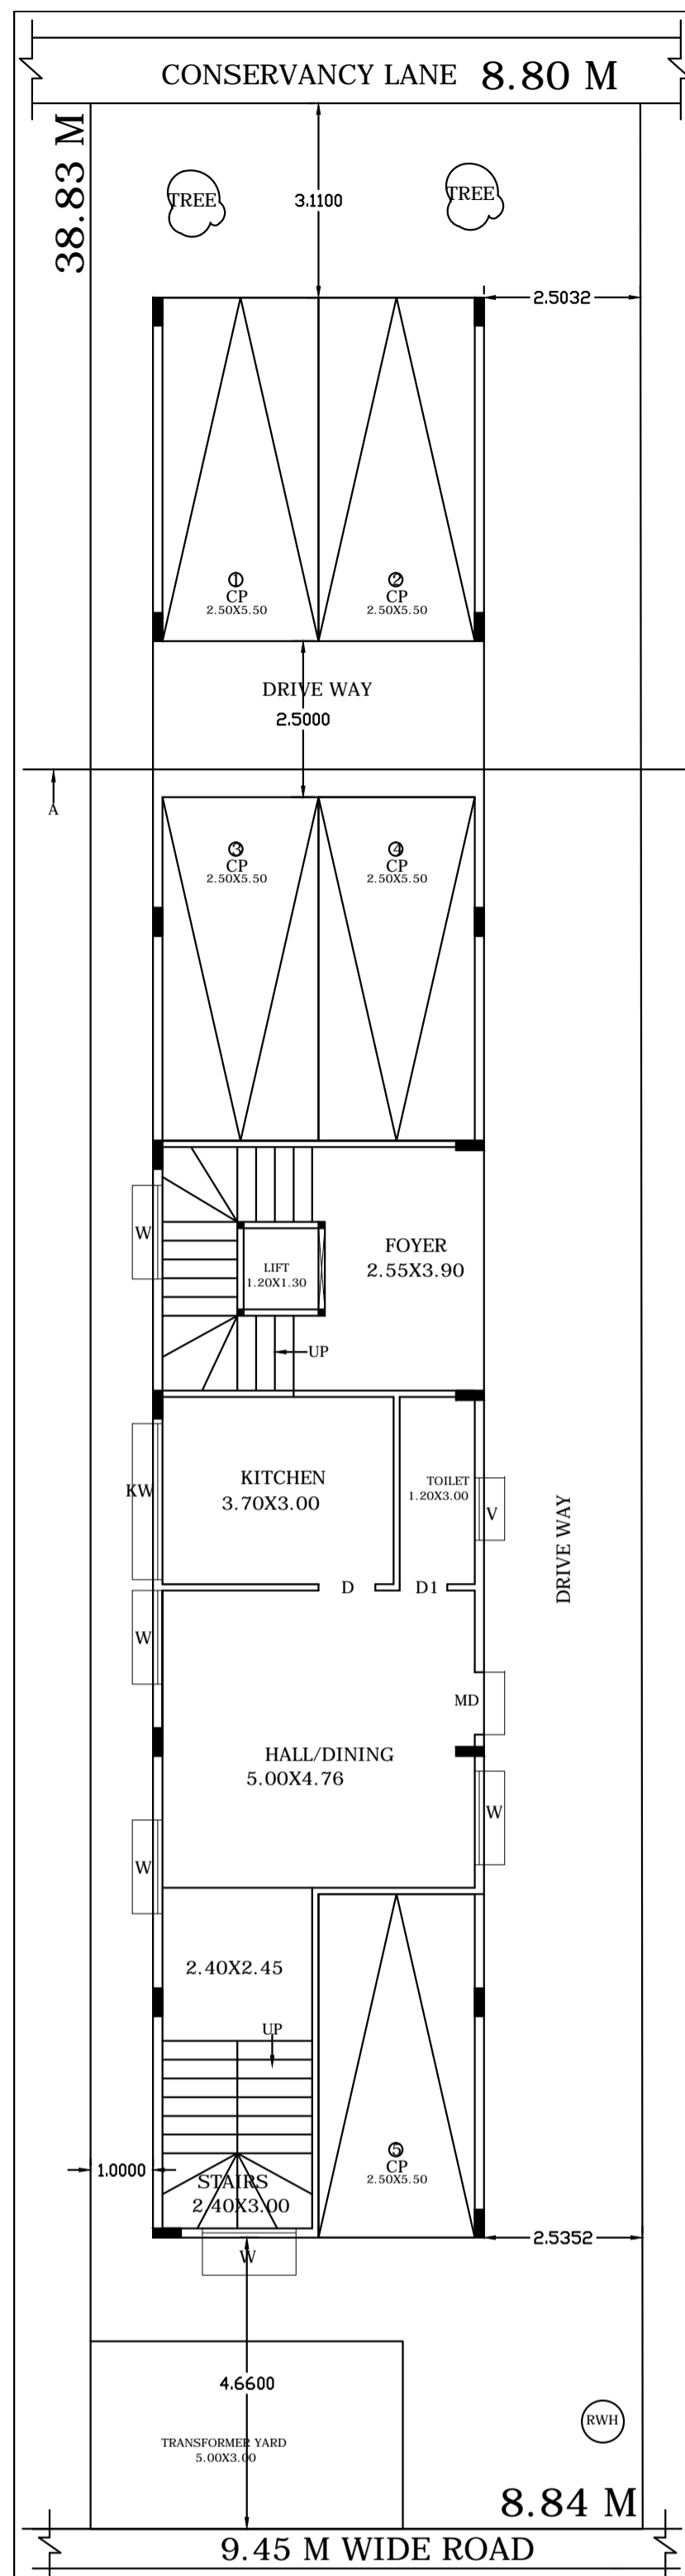 CONSERVANCY LANE 8.80 M
38.83 M
TREE
3.1100
TREE
2.5032
1
CP
2.50X5.50
2
CP
2.50X5.50
DRIVE WAY
2.5000
A
3
CP
2.50X5.50
4
CP
2.50X5.50
W
FOYER
2.55X3.90
LIFT
1.20X1.30
UP
KITCHEN
3.70X3.00
TOILET
1.20X3.00
KW
V
DRIVE WAY
D
D1
W
MD
HALL/DINING
5.00X4.76
W
W
2.40X2.45
UP
5
CP
2.50X5.50
1.0000
STAIRS
2.40X3.00
2.5352
W
4.6600
RWH
TRANSFORMER YARD
5.00X3.00
8.84 M
9.45 M WIDE ROAD